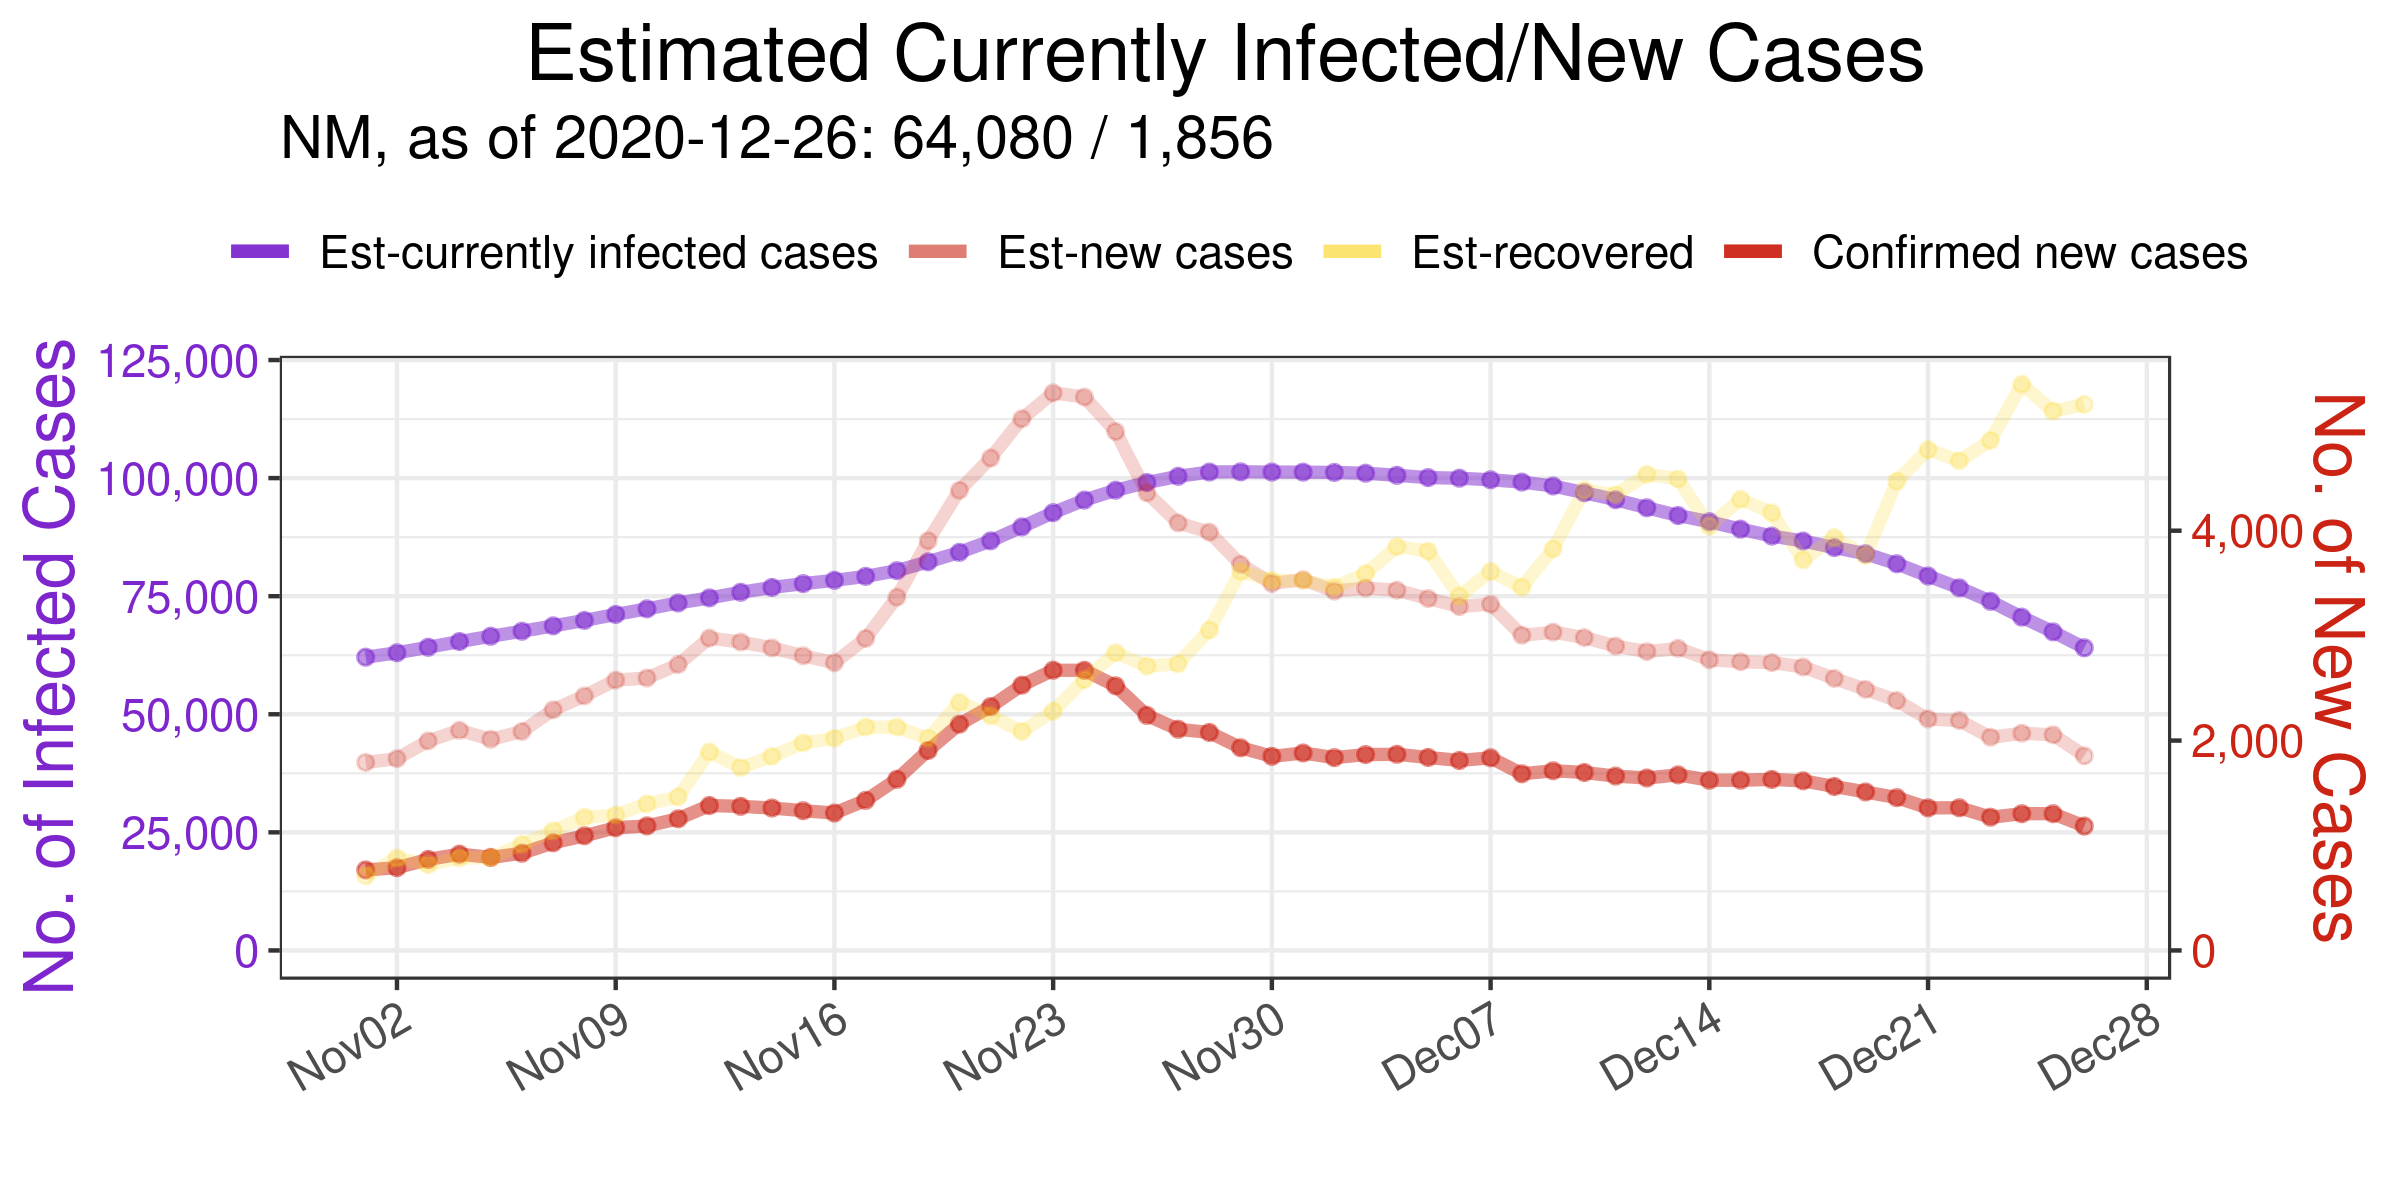 Estimated Currently Infected/New Cases
NM, as of 2020-12-26: 64,080 / 1,856
Est-currently infected cases Est-new cases Est-recovered Confirmed new cases
No. of Infected Cases
125,000
100,000
75,000
50,000
25,000
0
4,000
2,000
0
No. of New Cases
Nov02 Nov09 Nov16 Nov23 Nov30 Dec07 Dec14 Dec21 Dec28